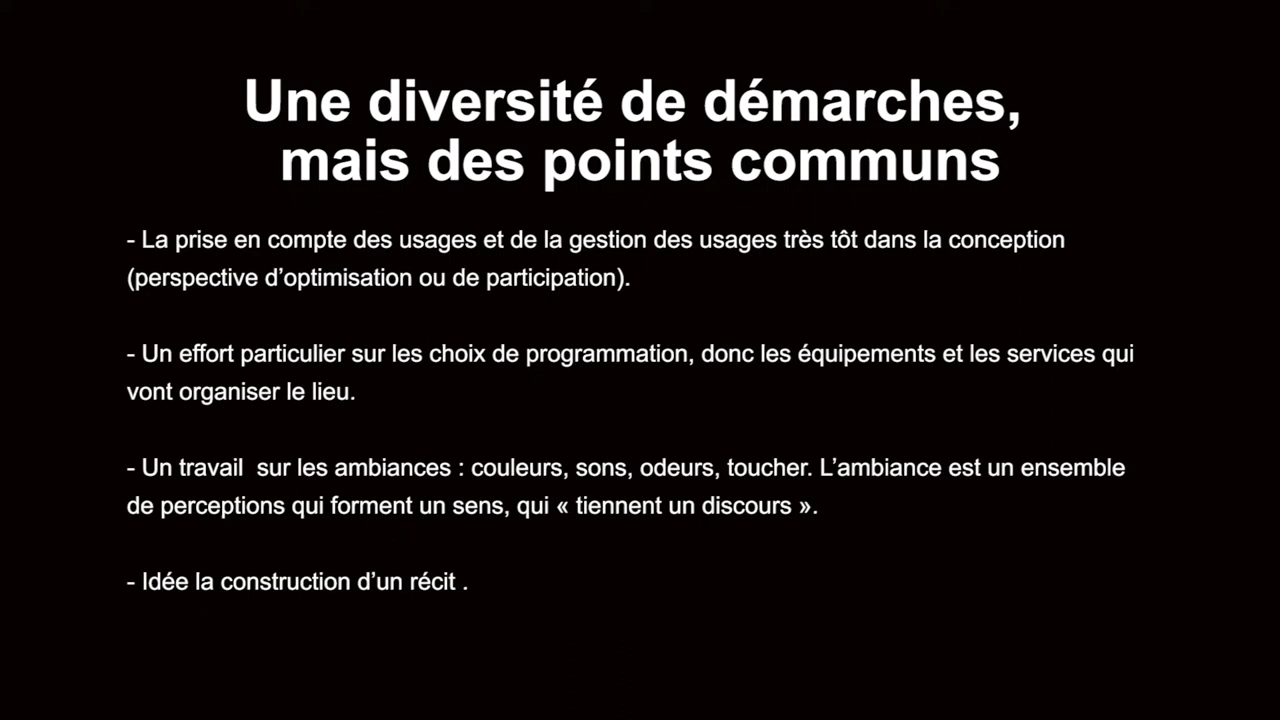 Une diversité de démarches,
mais des points communs
- La prise en compte des usages et de la gestion des usages très tôt dans la conception
(perspective d’optimisation ou de participation).
- Un effort particulier sur les choix de programmation, donc les équipements et les services qui
vont organiser le lieu.
- Un travail  sur les ambiances : couleurs, sons, odeurs, toucher. L’ambiance est un ensemble
de perceptions qui forment un sens, qui « tiennent un discours ».
- Idée la construction d’un récit .